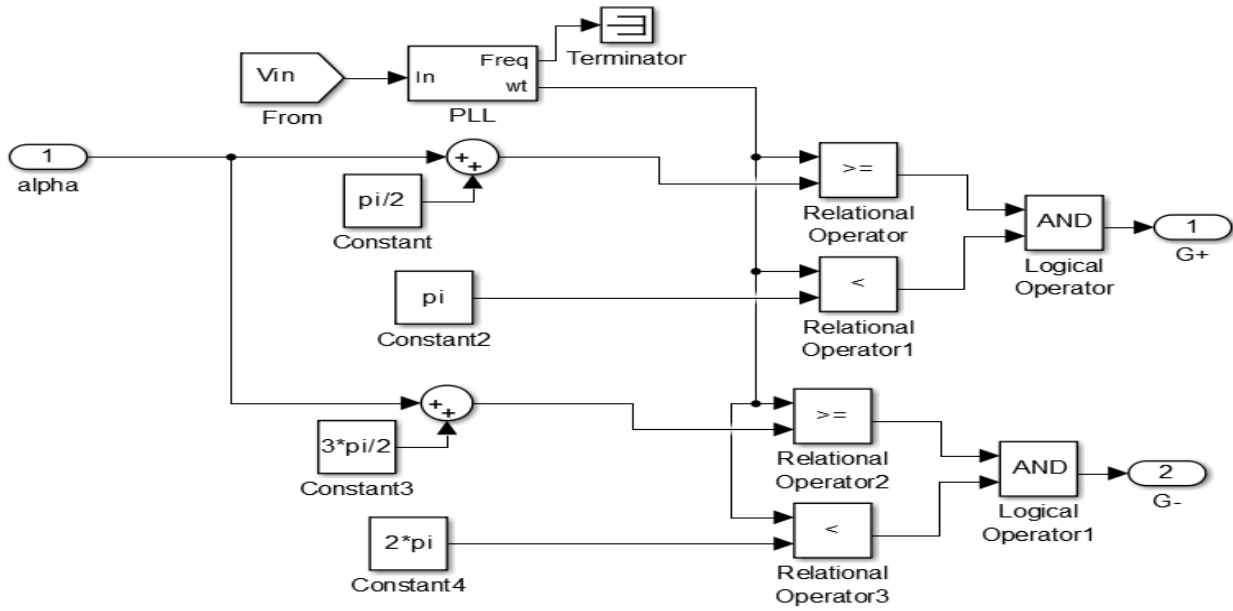 Terminator
Vin
From
In
Freq
wt
PLL
1
alpha
+
+
pi/2
Constant
>=
Relational
Operator
AND
Logical
Operator
1
G+
pi
Constant2
<
Relational
Operator1
+
+
3*pi/2
Constant3
>=
Relational
Operator2
AND
Logical
Operator1
2
G-
2*pi
Constant4
<
Relational
Operator3